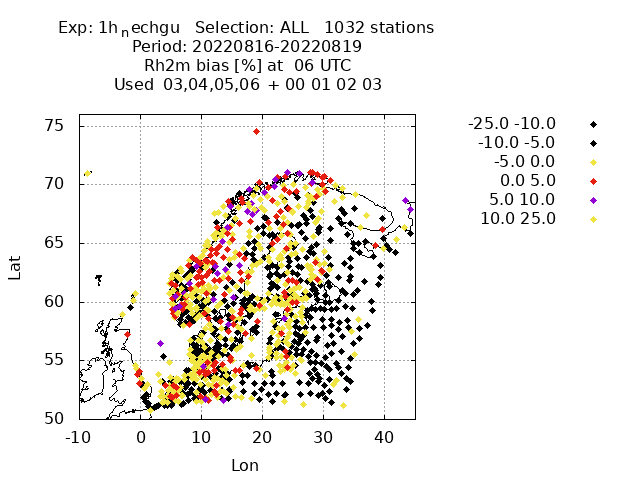 Exp: 1h_nechgu   Selection: ALL   1032 stations
Period: 20220816-20220819
Rh2m bias [%] at  06 UTC
Used  03,04,05,06 + 00 01 02 03
-25.0 -10.0
-10.0 -5.0
-5.0 0.0
0.0 5.0
5.0 10.0
10.0 25.0
75
70
65
60
55
50
Lat
-10 0 10 20 30 40
Lon